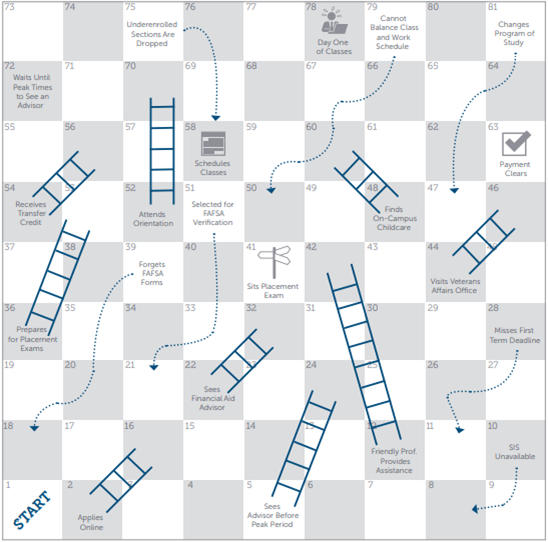 73
74
75
76
77
78
79
80
81
Underenrolled
Sections Are
Dropped
Day One
of Classes
Cannot
Balance Class
and Work
Schedule
Changes
Program of
Study
72
71
70
69
68
67
66
65
64
Waits Until
Peak Times
to See an
Advisor
55
56
57
58
59
60
61
62
63
Schedules
Classes
Payment
Clears
54
52
51
50
49
48
47
46
Receives
Transfer
Credit
Attends
Orientation
Selected for
FAFSA
Verification
Finds
On-Campus
Childcare
37
38
39
40
41
42
43
44
Forgets
FAFSA
Forms
Sits Placement
Exam
Visits Veterans
Affairs Office
36
35
34
33
32
31
30
29
28
Prepares
for Placement
Exams
Misses First
Term Deadline
19
20
21
22
24
26
27
Sees
Financial Aid
Advisor
18
17
16
15
14
11
10
Friendly Prof.
Provides
Assistance
SIS
Unavailable
1
2
4
5
6
7
8
9
START
Applies
Online
Sees
Advisor Before
Peak Period